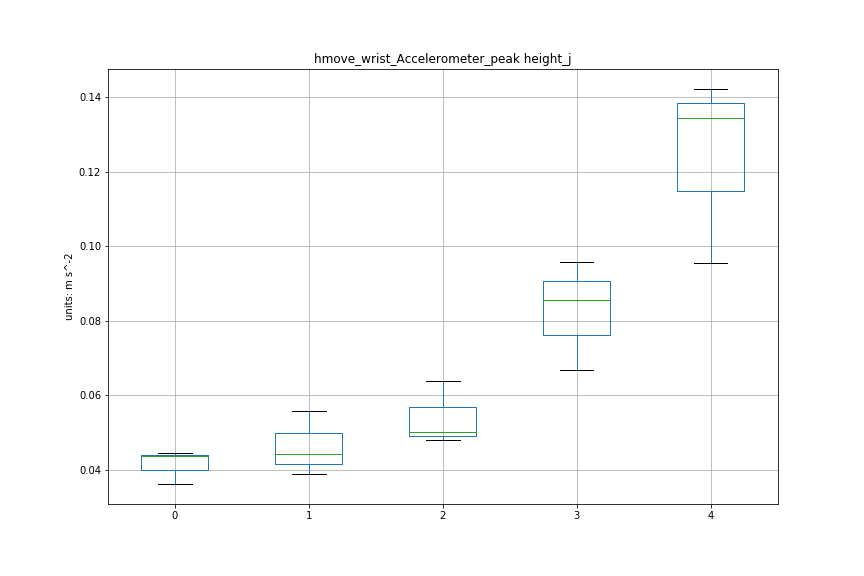 hmove_wrist_Accelerometer_peak height_j
units: m s^-2
0.14
0.12
0.10
0.08
0.06
0.04
0 1 2 3 4